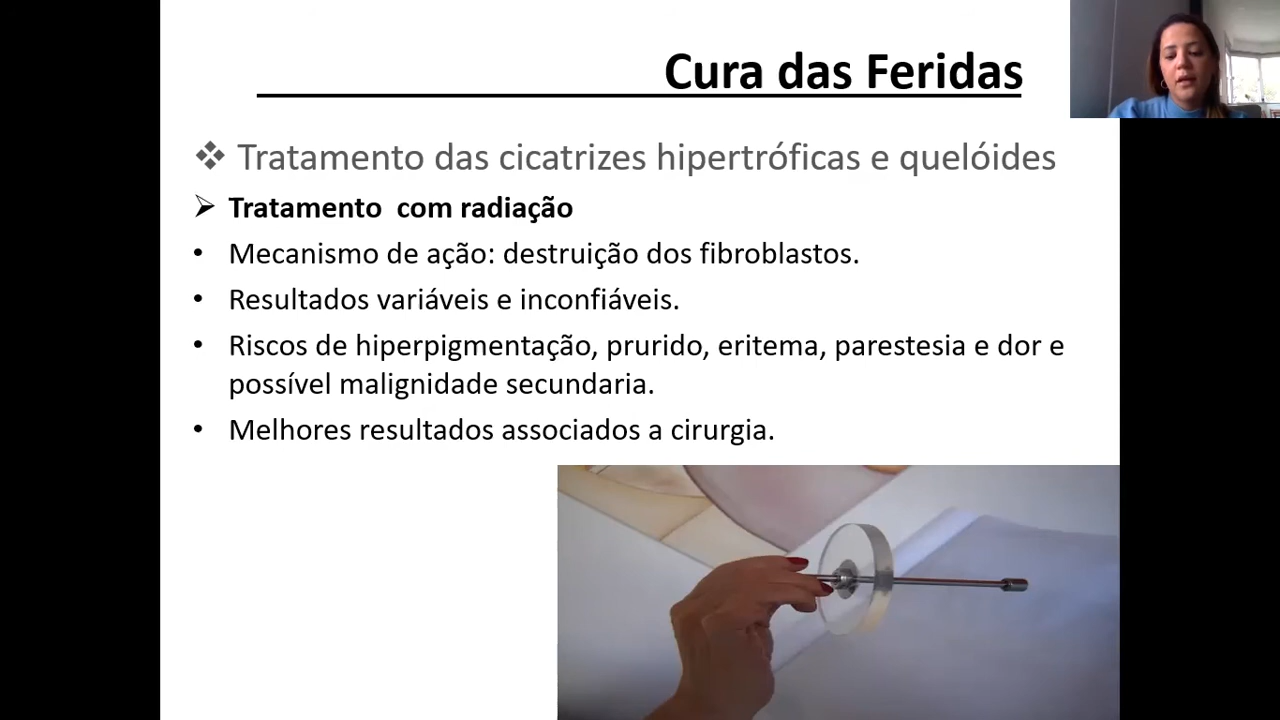 Cura das Feridas
❖ Tratamento das cicatrizes hipertróficas e quelóides
➢ Tratamento com radiação
• Mecanismo de ação: destruição dos fibroblastos.
• Resultados variáveis e inconfiáveis.
• Riscos de hiperpigmentação, prurido, eritema, parestesia e dor e
possível malignidade secundaria.
• Melhores resultados associados a cirurgia.